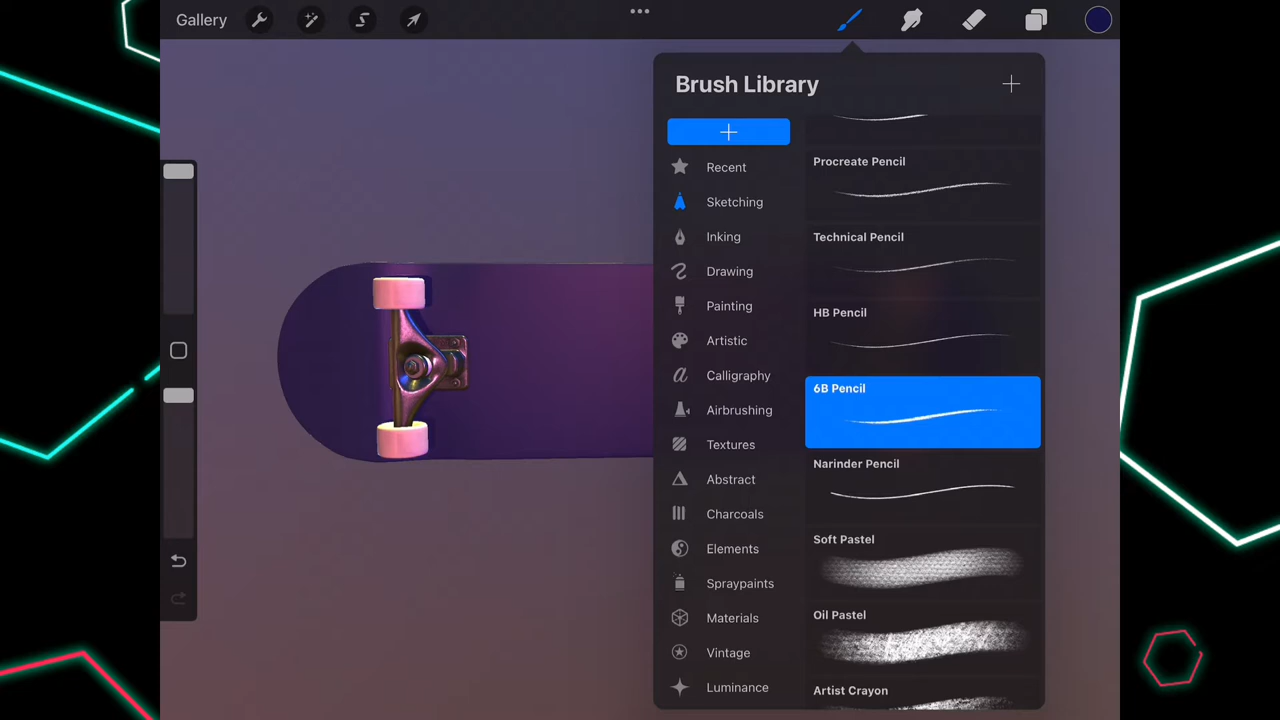 Gallery
Brush Library
Recent
Sketching
Inking
Drawing
Painting
Artistic
Calligraphy
Airbrushing
Textures
Abstract
Charcoals
Elements
Spraypaints
Materials
Vintage
Luminance
Procreate Pencil
Technical Pencil
HB Pencil
6B Pencil
Narinder Pencil
Soft Pastel
Oil Pastel
Artist Crayon